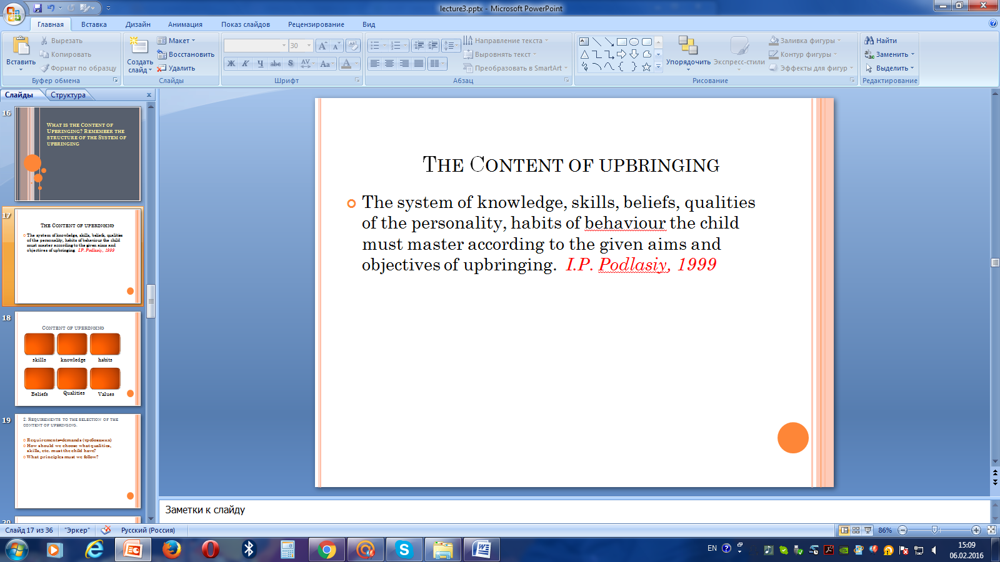 lecture3.pptx - Microsoft PowerPoint
Главная Вставка Дизайн Анимация Показ слайдов Рецензирование Вид
Вставить
Вырезать
Копировать
Формат по образцу
Буфер обмена
Создать слайд
Макет
Восстановить
Удалить
Слайды
30
Ж К Ч abc S AV Aa A
Шрифт
Направление текста
Выровнять текст
Преобразовать в SmartArt
Абзац
Упорядочить
Экспресс-стили
Заливка фигуры
Контур фигуры
Эффекты для фигур
Рисование
Найти
Заменить
Выделить
Редактирование
Слайды Структура x
16
What is the Content of
Upbringing? Remember the
structure of the System of
upbringing
17
The Content of upbringing
The system of knowledge, skills, beliefs, qualities
of the personality, habits of behaviour the child
must master according to the given aims and
objectives of upbringing. I.P. Podlasiy, 1999
18
Content of upbringing
skills knowledge habits
Beliefs Qualities Values
19
2. Requirements to the selection of the
content of upbringing.
Requirements=demands (требования)
How should we choose what qualities,
skills, etc. must the child have?
What principles must we follow?
20
The Content of upbringing
The system of knowledge, skills, beliefs, qualities
of the personality, habits of behaviour the child
must master according to the given aims and
objectives of upbringing. I.P. Podlasiy, 1999
Заметки к слайду
Слайд 17 из 36 "Эркер" Русский (Россия) 86%
EN 15:09
06.02.2016